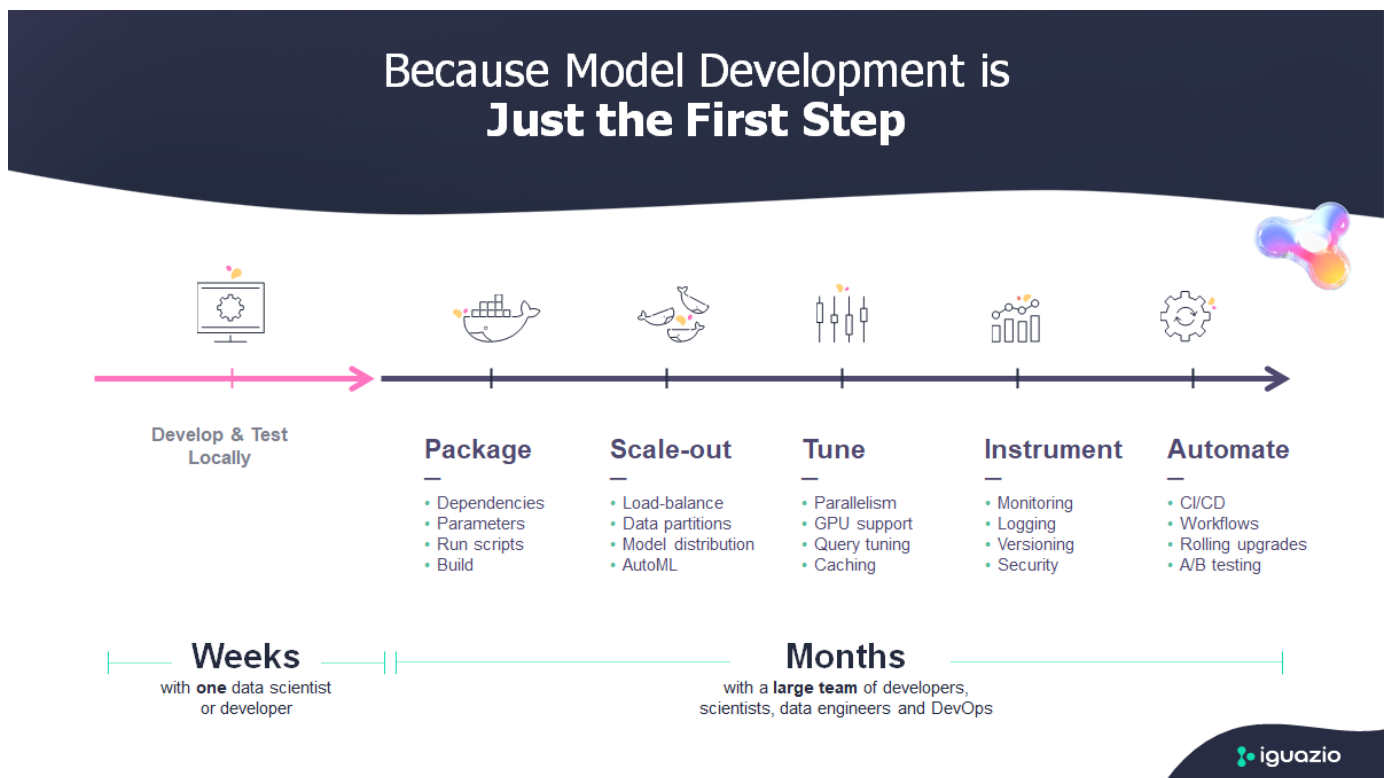 Because Model Development is
Just the First Step
Develop & Test
Locally
Package
Dependencies
Parameters
Run scripts
Build
Scale-out
Load-balance
Data partitions
Model distribution
AutoML
Tune
Parallelism
GPU support
Query tuning
Caching
Instrument
Monitoring
Logging
Versioning
Security
Automate
CI/CD
Workflows
Rolling upgrades
A/B testing
Weeks
with one data scientist
or developer
Months
with a large team of developers,
scientists, data engineers and DevOps
iguazio